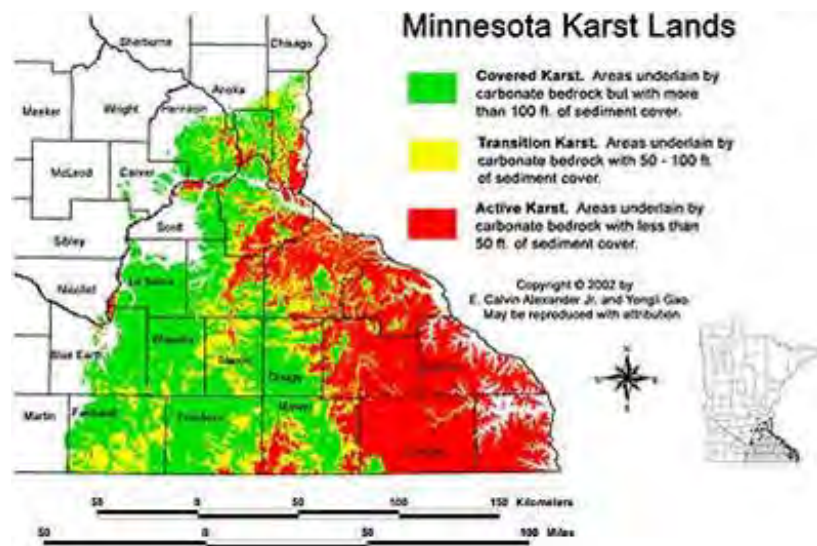 Minnesota Karst Lands
Covered Karst. Areas underlain by
carbonate bedrock but with more
than 100 ft. of sediment cover.
Transition Karst. Areas underlain by
carbonate bedrock with 50 - 100 ft
of sediment cover.
Active Karst. Areas underlain by
carbonate bedrock with less than
50 ft. of sediment cover.
Copyright © 2002 by
E. Calvin Alexander Jr. and Yongli Gao.
May be reproduced with attribution
Sherburne
Chisago
Anoka
Meeker
Wright
Hennepin
McLeod
Carver
Scott
Sibley
Nicollet
Le Sueur
Blue Earth
Waseca
Steele
Dodge
Martin
Faribault
Freeborn
Mower
N
W
E
S
50 0 50 100 150 Kilometers
50 0 50 100 Miles